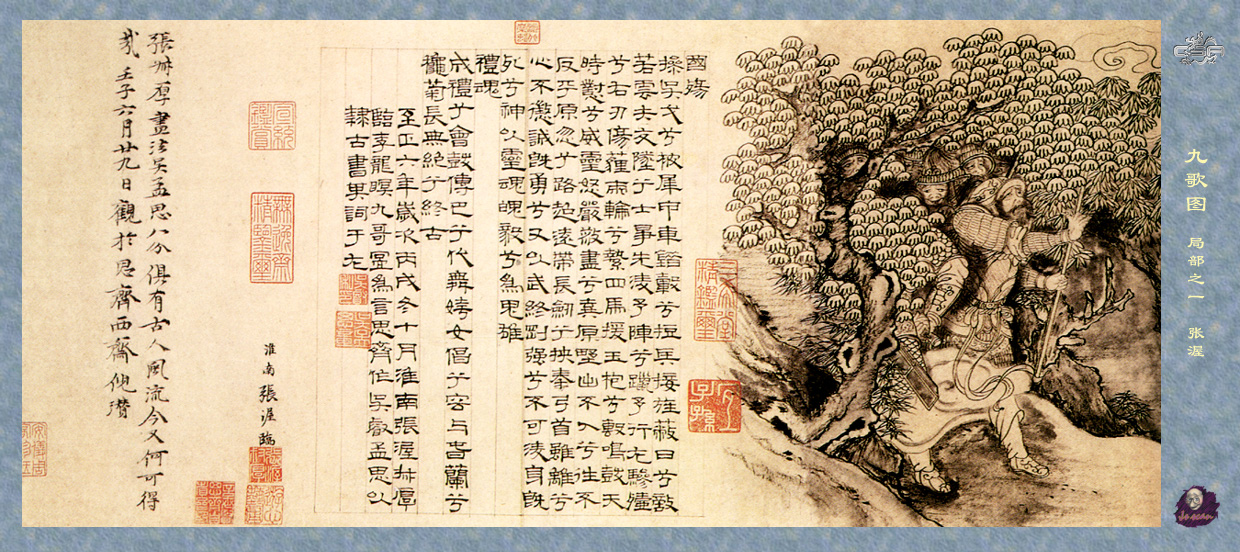 九歌图 局部之一 张渥
國殤
操吳戈兮被犀甲車錯轂兮短兵接旌蔽日兮敵
若雲矢交墜兮士爭先凌予陣兮躐予行左驂殪
兮右刃傷霾兩輪兮縶四馬援玉枹兮擊鳴鼓天
時懟兮威靈怒嚴殺盡兮棄原壄出不入兮往不
反平原忽兮路超遠帶長劒兮挾秦弓首雖離兮
心不懲誠既勇兮又以武終剛强兮不可凌身既
死兮神以靈魂魄毅兮為鬼雄
禮魂
成禮兮會鼓傳巴兮代舞姱女倡兮容与春蘭兮
龝菊長無絕兮終古
至正六年歲次丙戌冬十月淮南張渥叔厚
臨李龍眠九哥圖為言思齊作吳叡孟思以
隸古書其詞于左
淮南張渥臨
張叔厚畫法吳孟思八分俱有古人風流今又何可得
哉壬子六月廿九日觀於思齊西齋倪瓚